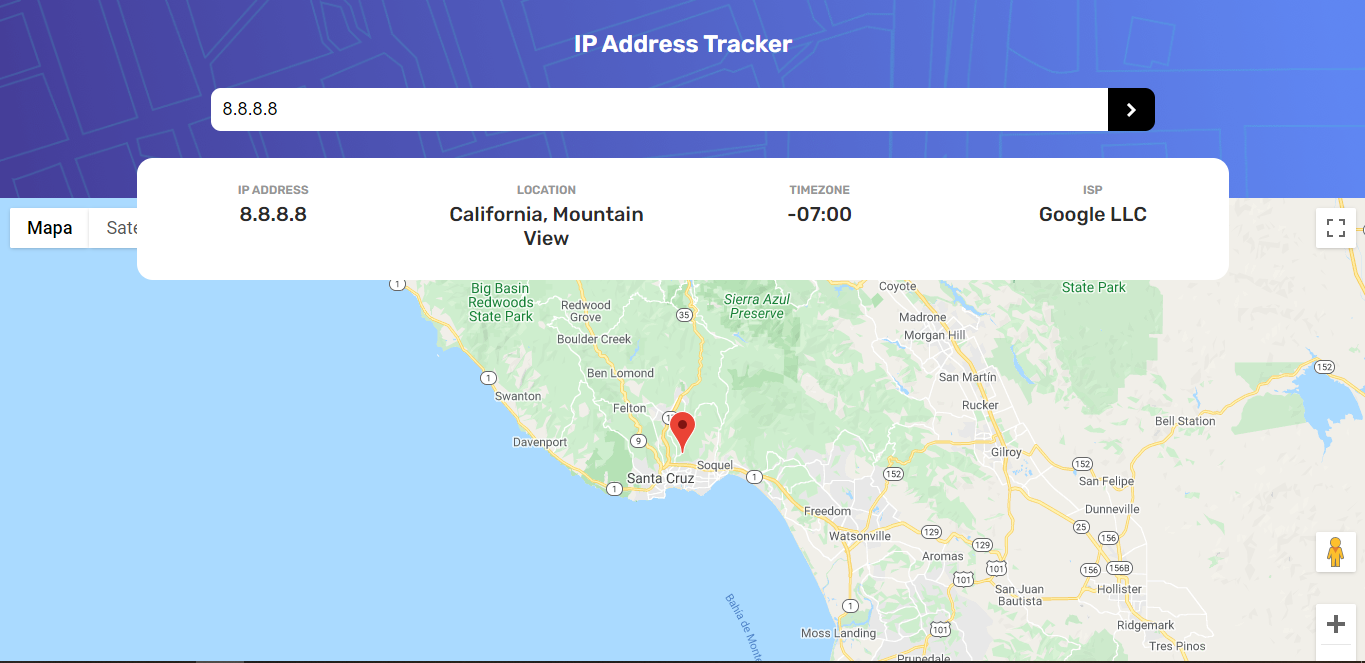 IP Address Tracker
8.8.8.8
IP ADDRESS
8.8.8.8
LOCATION
California, Mountain
View
TIMEZONE
-07:00
ISP
Google LLC
Mapa
Saté
1
Big Basin
Redwoods
State Park
Redwood
Grove
35
Sierra Azul
Preserve
Coyote
State Park
Boulder Creek
Madrone
Morgan Hill
Ben Lomond
1
Swanton
San Martín
152
Felton
Rucker
Davenport
9
Bell Station
Soquel
Gilroy
Santa Cruz
1
1
152
152
San Felipe
Freedom
Dunneville
Watsonville
129
129
25
156
Aromas
101
101
156
156B
San Juan
Bautista
Hollister
1
Moss Landing
101
Ridgemark
Tres Pinos
Bahía de Monte
Prunedale